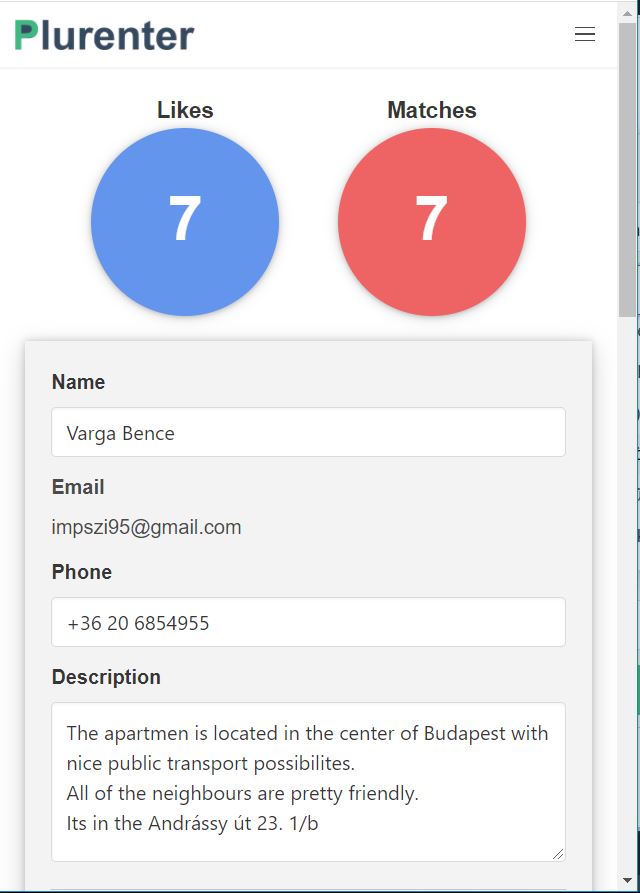 Plurenter
Likes Matches
7 7
Name
Varga Bence
Email
impszi95@gmail.com
Phone
+36 20 6854955
Description
The apartmen is located in the center of Budapest with
nice public transport possibilites.
All of the neighbours are pretty friendly.
Its in the Andrássy út 23. 1/b